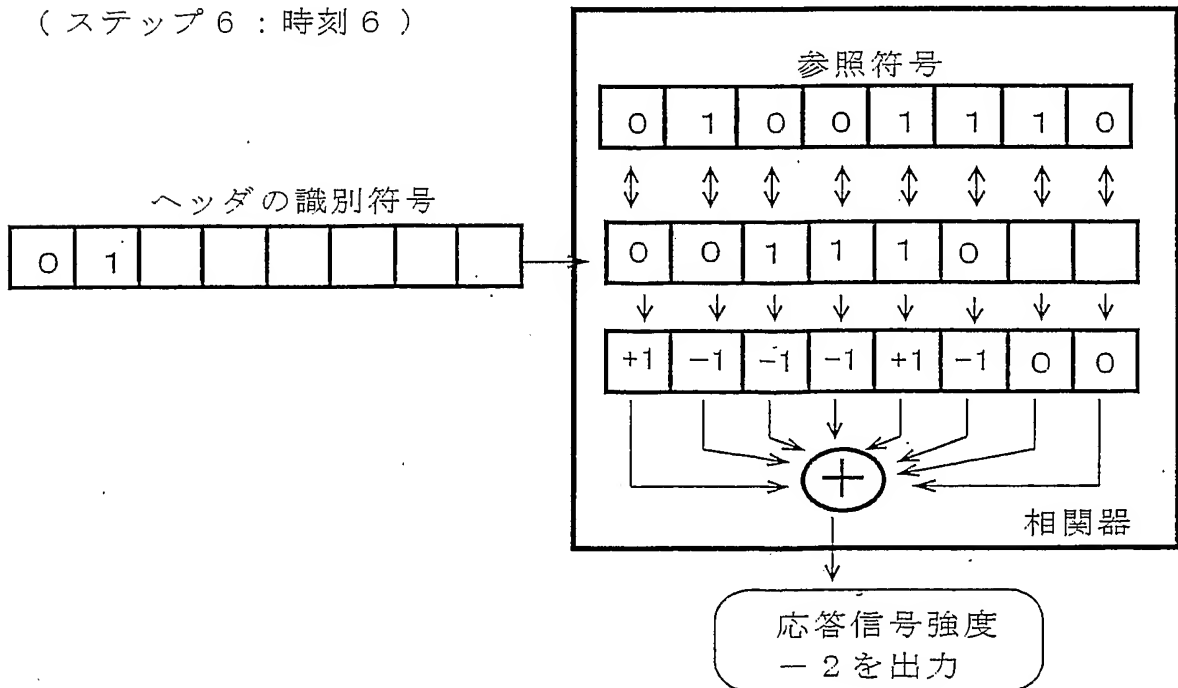 (ステップ6:時刻6)
参照符号
0 1 0 0 1 1 1 0
ヘッダの識別符号
0 1
0 0 1 1 1 0
+1 -1 -1 -1 +1 -1 0 0
+
相関器
応答信号強度
-2を出力